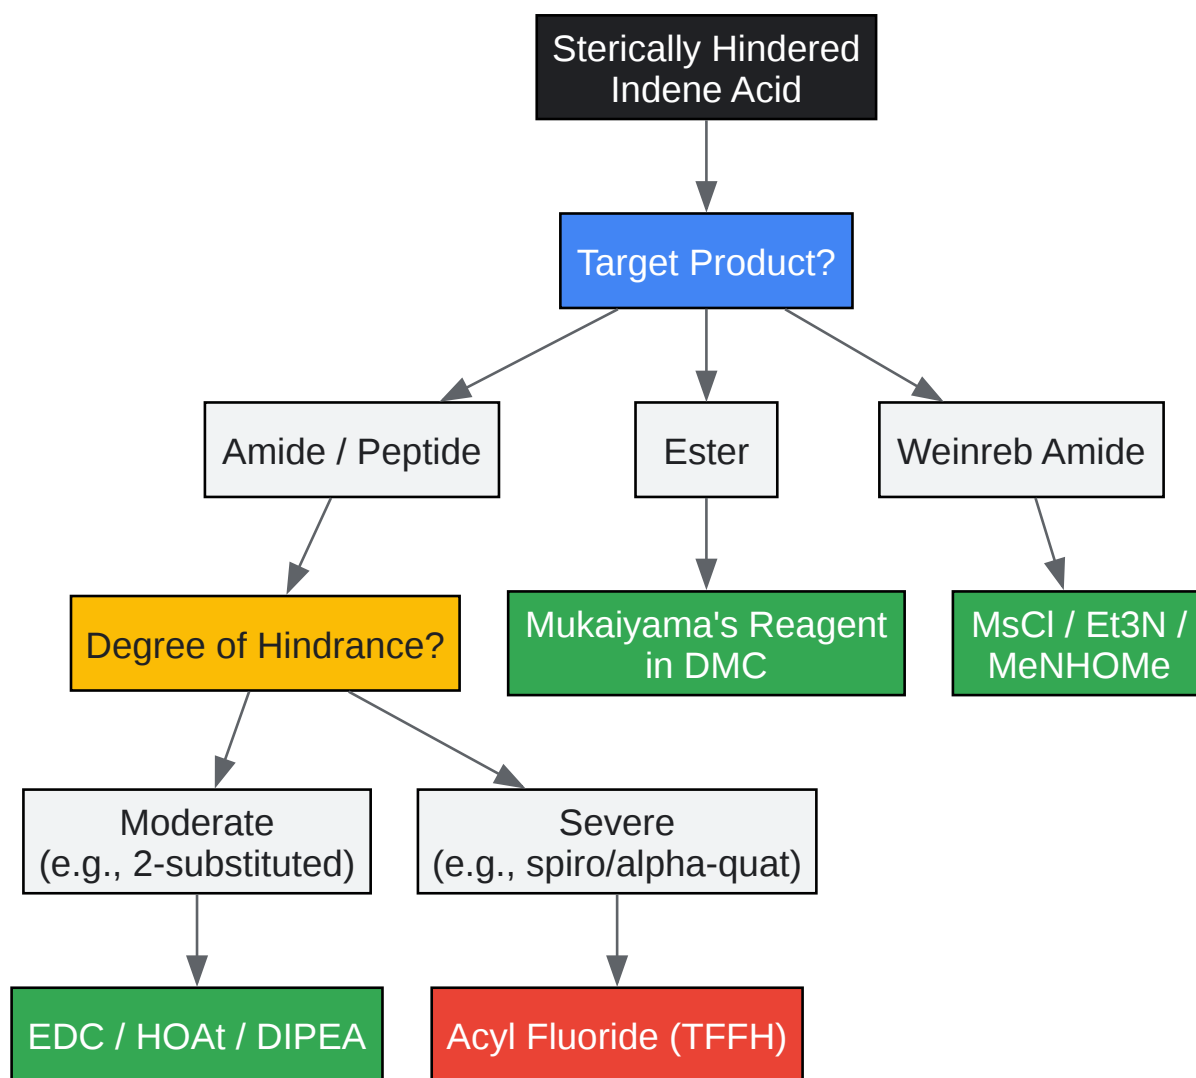 Sterically Hindered
Indene Acid
Target Product?
Amide / Peptide
Ester
Weinreb Amide
Degree of Hindrance?
Mukaiyama's Reagent
in DMC
MsCl / Et3N /
MeNHOMe
Moderate
(e.g., 2-substituted)
Severe
(e.g., spiro/alpha-quat)
EDC / HOAt / DIPEA
Acyl Fluoride (TFFH)